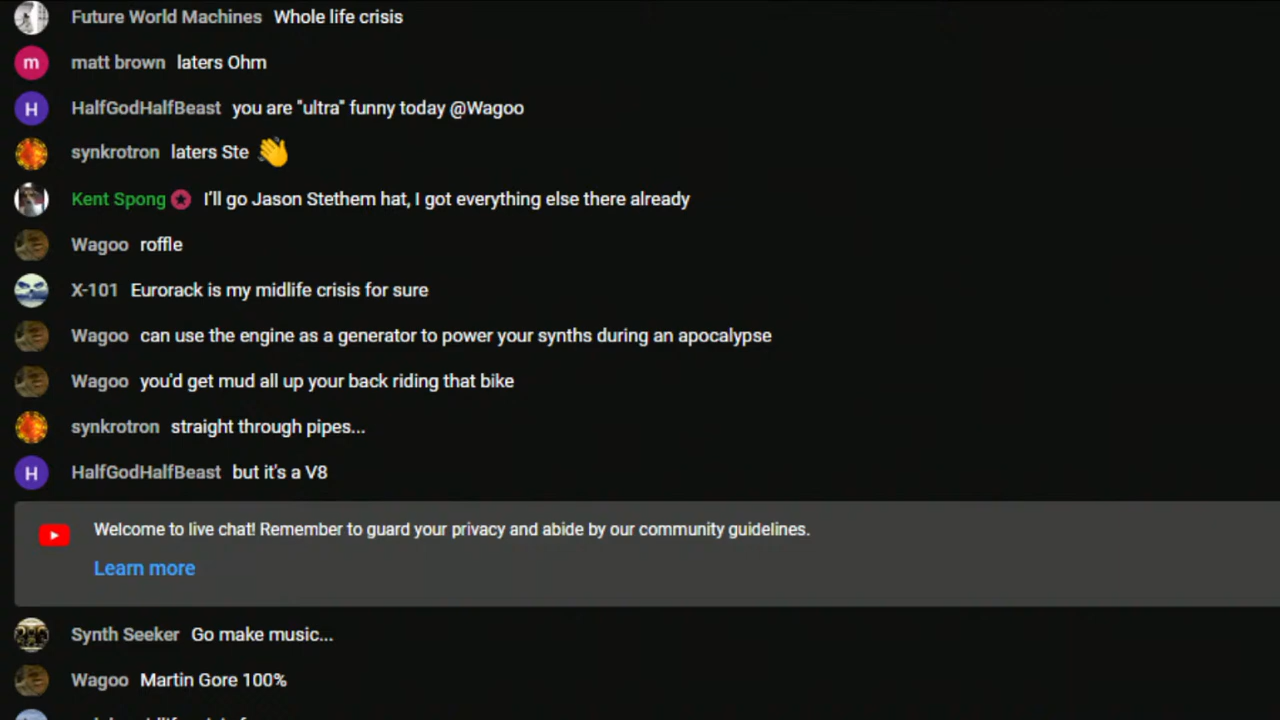 Future World Machines Whole life crisis
m matt brown laters Ohm
H HalfGodHalfBeast you are "ultra" funny today @Wagoo
synkrotron laters Ste 👋
Kent Spong I'll go Jason Stethem hat, I got everything else there already
Wagoo roffle
X-101 Eurorack is my midlife crisis for sure
Wagoo can use the engine as a generator to power your synths during an apocalypse
Wagoo you'd get mud all up your back riding that bike
synkrotron straight through pipes...
H HalfGodHalfBeast but it's a V8
Welcome to live chat! Remember to guard your privacy and abide by our community guidelines.
Learn more
Synth Seeker Go make music...
Wagoo Martin Gore 100%